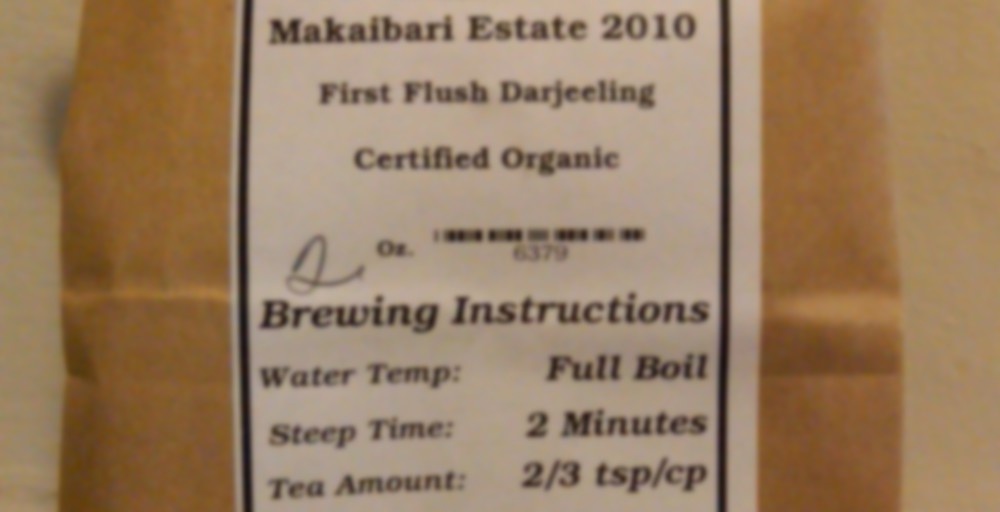 Makaibari Estate 2010
First Flush Darjeeling
Certified Organic
2 Oz.
6379
Brewing Instructions
Water Temp: Full Boil
Steep Time: 2 Minutes
Tea Amount: 2/3 tsp/cp